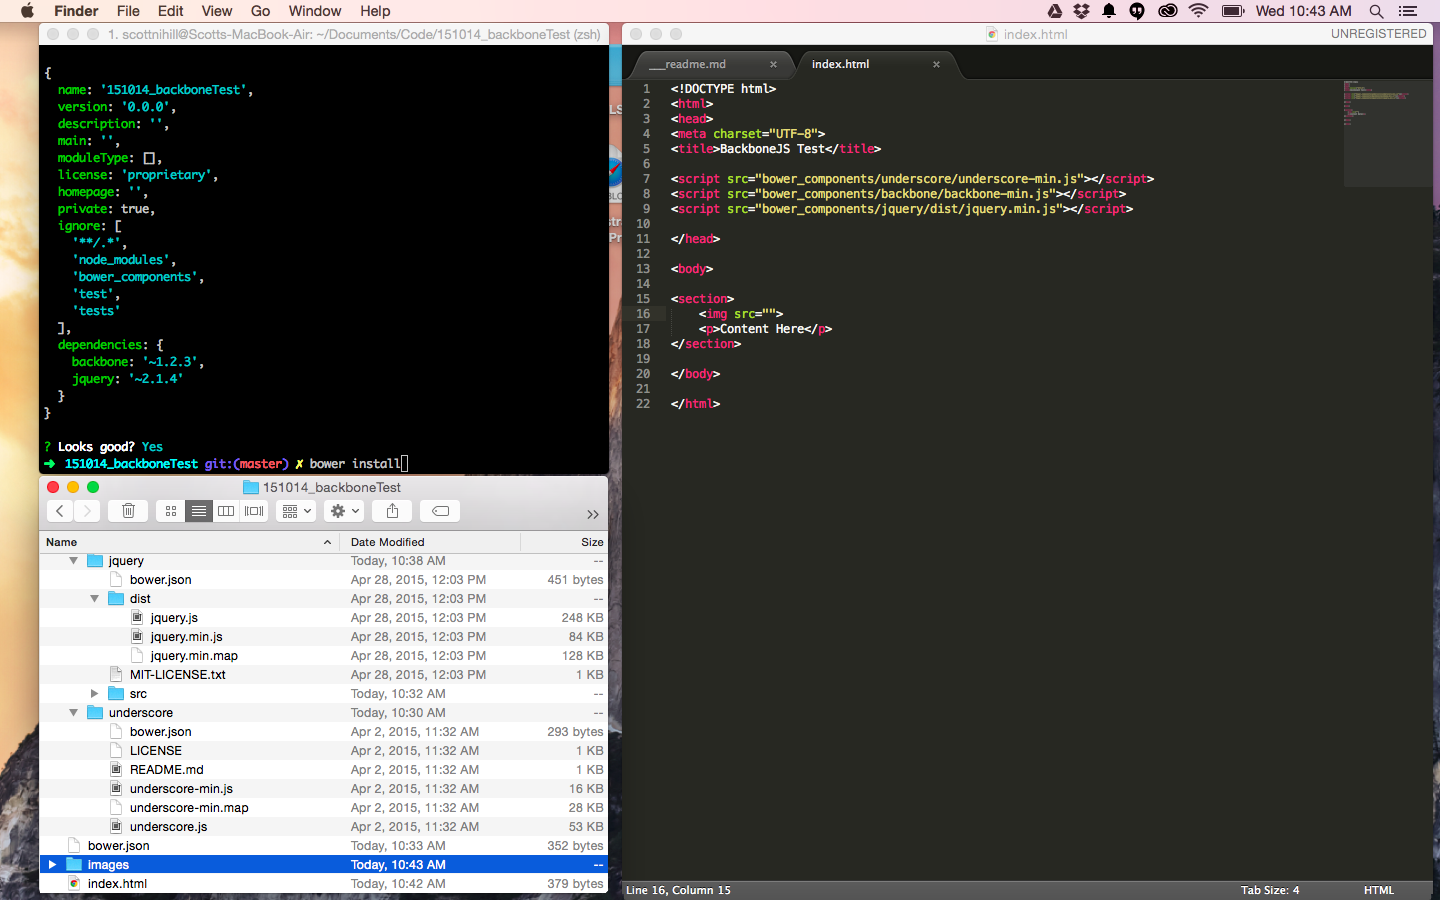 Finder File Edit View Go Window Help Wed 10:43 AM
1. scottnihill@Scotts-MacBook-Air: ~/Documents/Code/151014_backboneTest (zsh)
{
name: '151014_backboneTest',
version: '0.0.0',
description: '',
main: '',
moduleType: [],
license: 'proprietary',
homepage: '',
private: true,
ignore: [
'**/.*',
'node_modules',
'bower_components',
'test',
'tests'
],
dependencies: {
backbone: '~1.2.3',
jquery: '~2.1.4'
}
}
? Looks good? Yes
➜ 151014_backboneTest git:(master) ✗ bower install
151014_backboneTest
Name Date Modified Size
jquery Today, 10:38 AM --
bower.json Apr 28, 2015, 12:03 PM 451 bytes
dist Apr 28, 2015, 12:03 PM --
jquery.js Apr 28, 2015, 12:03 PM 248 KB
jquery.min.js Apr 28, 2015, 12:03 PM 84 KB
jquery.min.map Apr 28, 2015, 12:03 PM 128 KB
MIT-LICENSE.txt Apr 28, 2015, 12:03 PM 1 KB
src Today, 10:32 AM --
underscore Today, 10:30 AM --
bower.json Apr 2, 2015, 11:32 AM 293 bytes
LICENSE Apr 2, 2015, 11:32 AM 1 KB
README.md Apr 2, 2015, 11:32 AM 1 KB
underscore-min.js Apr 2, 2015, 11:32 AM 16 KB
underscore-min.map Apr 2, 2015, 11:32 AM 28 KB
underscore.js Apr 2, 2015, 11:32 AM 53 KB
bower.json Today, 10:33 AM 352 bytes
images Today, 10:43 AM --
index.html Today, 10:42 AM 379 bytes
index.html UNREGISTERED
___readme.md × index.html ×
1 <!DOCTYPE html>
2 <html>
3 <head>
4 <meta charset="UTF-8">
5 <title>BackboneJS Test</title>
6
7 <script src="bower_components/underscore/underscore-min.js"></script>
8 <script src="bower_components/backbone/backbone-min.js"></script>
9 <script src="bower_components/jquery/dist/jquery.min.js"></script>
10
11 </head>
12
13 <body>
14
15 <section>
16 <img src="">
17 <p>Content Here</p>
18 </section>
19
20 </body>
21
22 </html>
Line 16, Column 15 Tab Size: 4 HTML